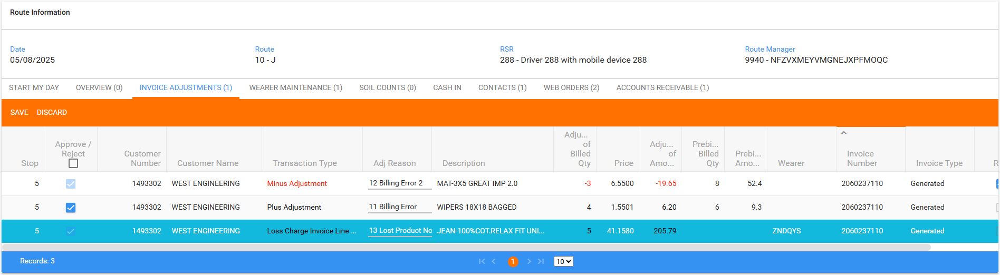 Route Information
Date
05/08/2025
Route
10 - J
RSR
288 - Driver 288 with mobile device 288
Route Manager
9940 - NFZVXMEYVMGNEJXPFMOQC
START MY DAY OVERVIEW (0) INVOICE ADJUSTMENTS (1) WEARER MAINTENANCE (1) SOIL COUNTS (0) CASH IN CONTACTS (1) WEB ORDERS (2) ACCOUNTS RECEIVABLE (1)
SAVE DISCARD
Stop
Approve /
Reject
Customer
Number
Customer Name
Transaction Type
Adj Reason
Description
Adju...
of
Billed
Qty
Price
Adju...
of
Amo...
Prebi...
Billed
Qty
Prebi...
Amo...
Wearer
Invoice
Number
Invoice Type
R
5 1493302 WEST ENGINEERING Minus Adjustment 12 Billing Error 2 MAT-3X5 GREAT IMP 2.0 -3 6.5500 -19.65 8 52.4 2060237110 Generated
5 1493302 WEST ENGINEERING Plus Adjustment 11 Billing Error WIPERS 18X18 BAGGED 4 1.5501 6.20 6 9.3 2060237110 Generated
5 1493302 WEST ENGINEERING Loss Charge Invoice Line ... 13 Lost Product No JEAN-100%COT.RELAX FIT UNI... 5 41.1580 205.79 ZNDQYS 2060237110 Generated
Records: 3 1 10